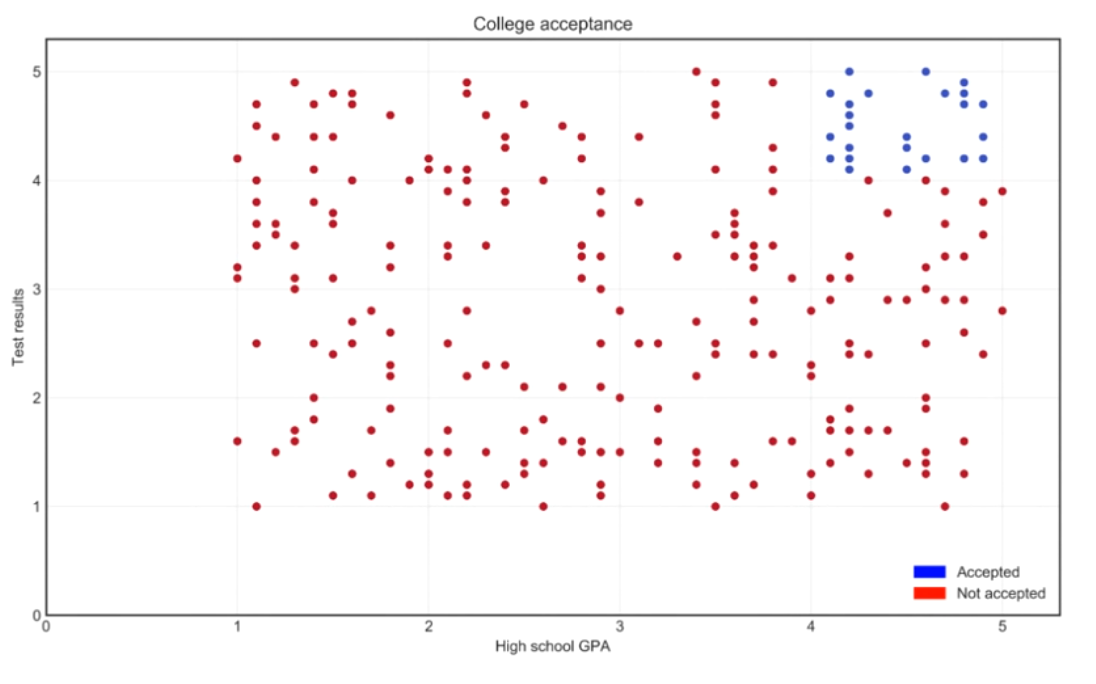 College acceptance
5
4
3
2
1
0
Test results
0 1 2 3 4 5
High school GPA
Accepted
Not accepted